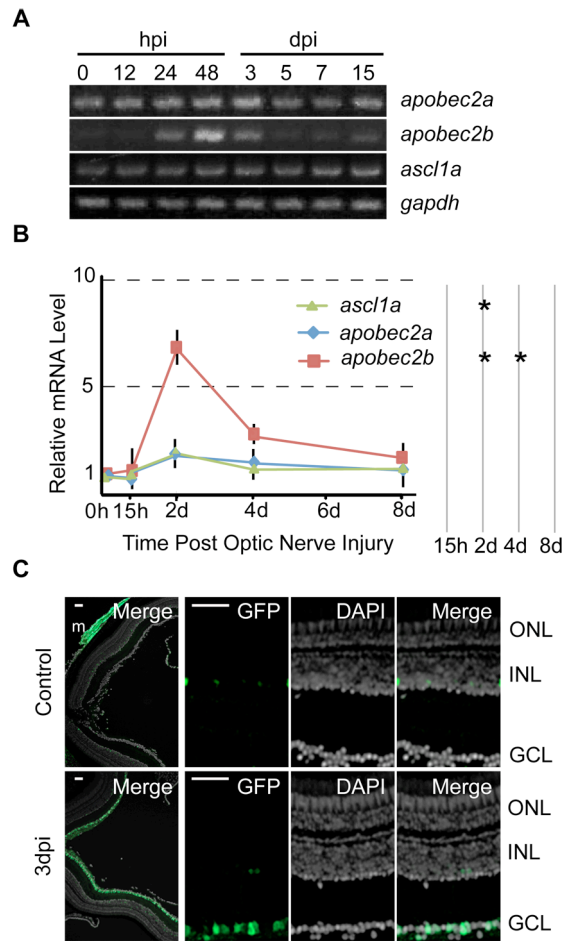 A
hpi dpi
0 12 24 48 3 5 7 15
apobec2a
apobec2b
ascl1a
gapdh
B
10
5
1
Relative mRNA Level
ascl1a
apobec2a
apobec2b
* 
* *
0h 15h 2d 4d 6d 8d
Time Post Optic Nerve Injury
15h 2d 4d 8d
C
Control
m
Merge GFP DAPI Merge
ONL
INL
GCL
3dpi
Merge GFP DAPI Merge
ONL
INL
GCL